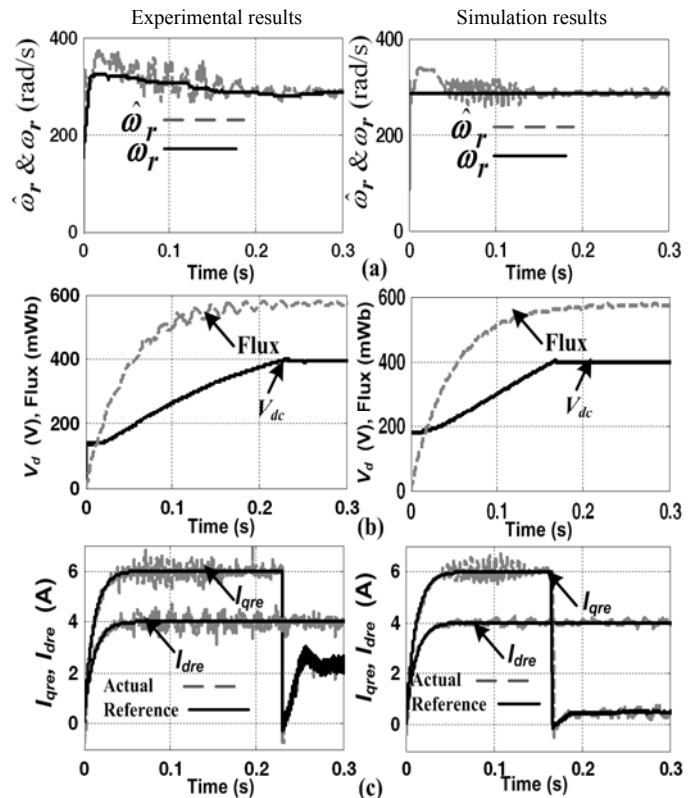 Experimental results
Simulation results
ω̂r & ωr (rad/s)
400
300
200
0
ω̂r
ωr
0
0.1
0.2
0.3
Time (s)
ω̂r & ωr (rad/s)
400
200
0
ω̂r
ωr
0
0.1
0.2
0.3
Time (s)
(a)
Vd (V), Flux (mWb)
600
400
200
0
Flux
Vdc
0
0.1
0.2
0.3
Time (s)
Vd (V), Flux (mWb)
600
400
200
0
Flux
Vdc
0
0.1
0.2
0.3
Time (s)
(b)
Iqre, Idre (A)
6
4
2
0
Iqre
Idre
Actual
Reference
0
0.1
0.2
0.3
Time (s)
Iqre, Idre (A)
6
4
2
0
Iqre
Idre
Actual
Reference
0
0.1
0.2
0.3
Time (s)
(c)